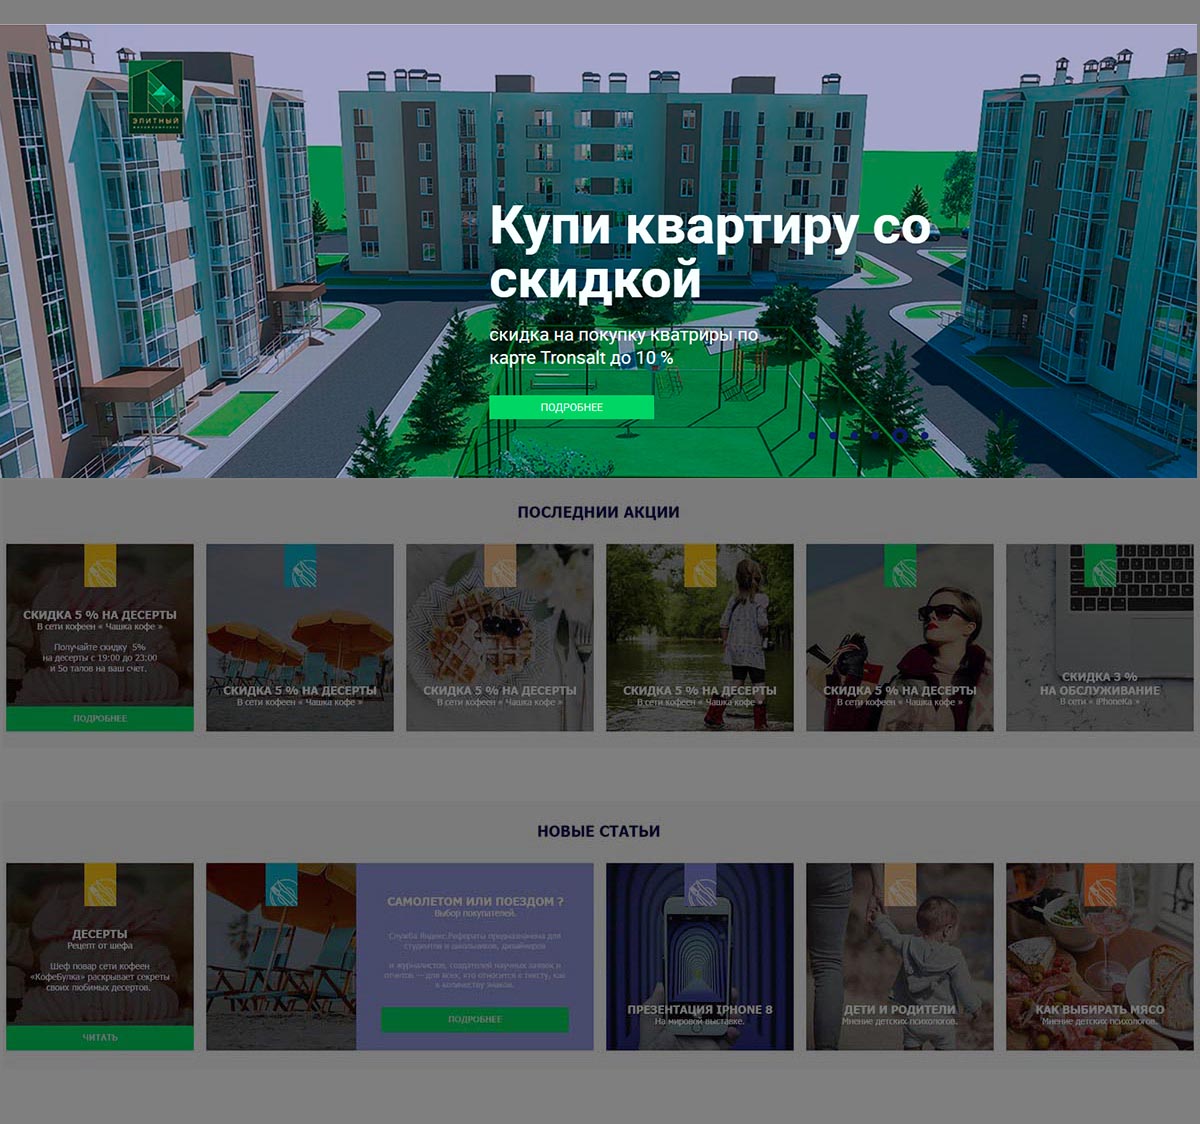 ЭЛИТНЫЙ
Купи квартиру со
скидкой
скидка на покупку кватриры по
карте Tronsalt до 10 %
ПОДРОБНЕЕ
ПОСЛЕДНИИ АКЦИИ
СКИДКА 5 % НА ДЕСЕРТЫ
В сети кофеен « Чашка кофе »
Получайте скидку 5%
на десерты с 19:00 до 23:00
и 5о талов на ваш счет.
ПОДРОБНЕЕ
СКИДКА 5 % НА ДЕСЕРТЫ
В сети кофеен « Чашка кофе »
СКИДКА 5 % НА ДЕСЕРТЫ
В сети кофеен « Чашка кофе »
СКИДКА 5 % НА ДЕСЕРТЫ
В сети кофеен « Чашка кофе »
СКИДКА 5 % НА ДЕСЕРТЫ
В сети кофеен « Чашка кофе »
СКИДКА 3 %
НА ОБСЛУЖИВАНИЕ
В сети « iPhoneКа »
НОВЫЕ СТАТЬИ
ДЕСЕРТЫ
Рецепт от шефа
Шеф повар сети кофеен
«КофеБулка» раскрывает секреты
своих любимых десертов.
ЧИТАТЬ
САМОЛЕТОМ ИЛИ ПОЕЗДОМ ?
Выбор покупателей.
Служба Яндекс.Рефераты предназначена для
студентов и школьников, дизайнеров
и журналистов, создателей научных заявок и
отчетов — для всех, кто относится к тексту, как
к количеству знаков.
ПОДРОБНЕЕ
ПРЕЗЕНТАЦИЯ IPHONE 8
На мировой выставке.
ДЕТИ И РОДИТЕЛИ
Мнение детских психологов.
КАК ВЫБИРАТЬ МЯСО
Мнение детских психологов.